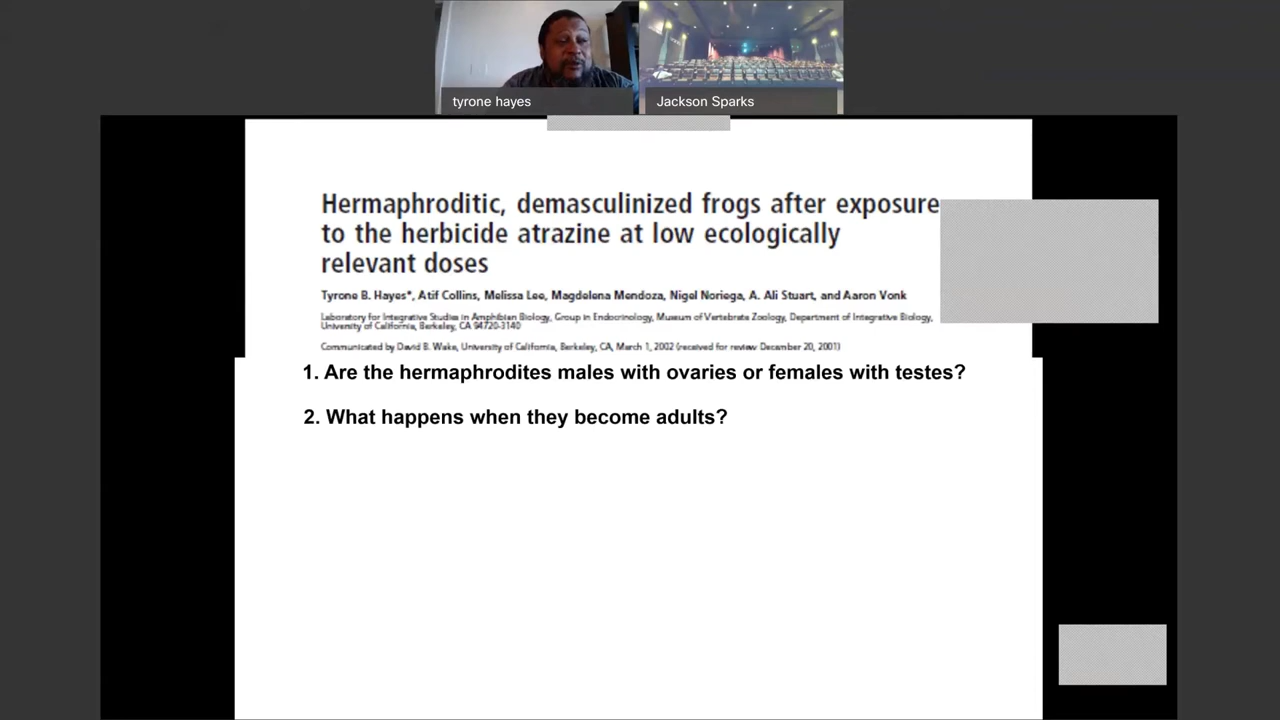 tyrone hayes
Jackson Sparks
Hermaphroditic, demasculinized frogs after exposure
to the herbicide atrazine at low ecologically
relevant doses
Tyrone B. Hayes*, Atif Collins, Melissa Lee, Magdelena Mendoza, Nigel Noriega, A. Ali Stuart, and Aaron Vonk
Laboratory for Integrative Studies in Amphibian Biology, Group in Endocrinology, Museum of Vertebrate Zoology, Department of Integrative Biology,
University of California, Berkeley, CA 94720-3140
Communicated by David B. Wake, University of California, Berkeley, CA, March 1, 2002 (received for review December 20, 2001)
1. Are the hermaphrodites males with ovaries or females with testes?
2. What happens when they become adults?